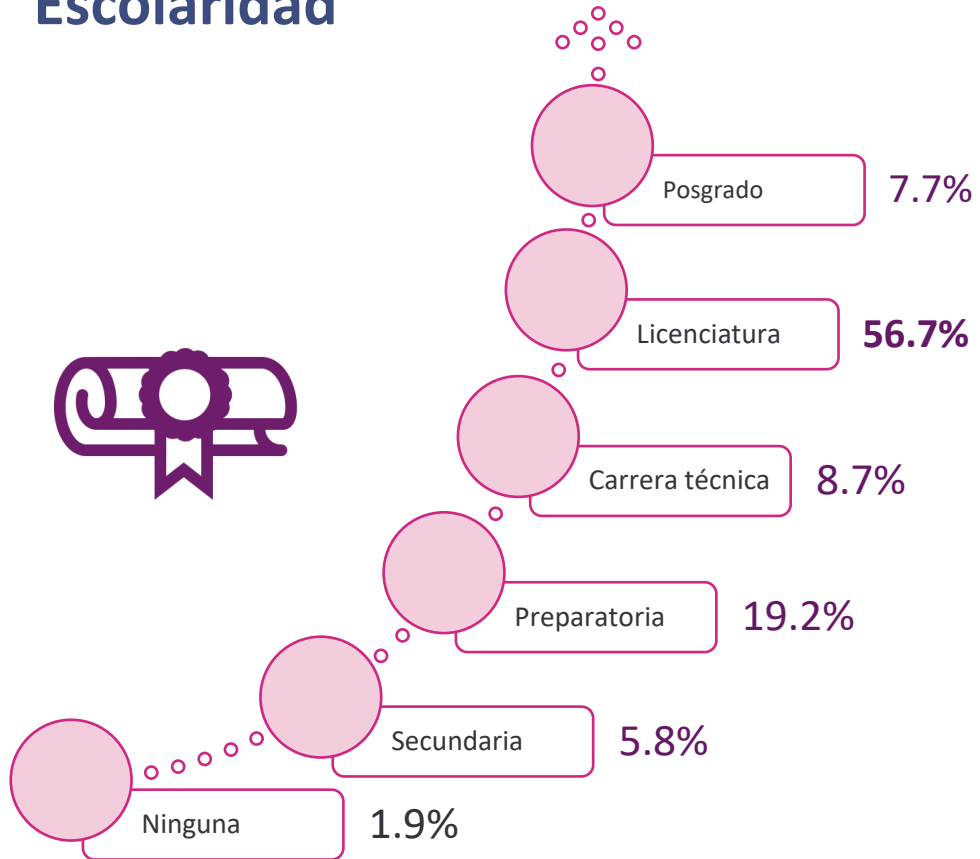 Escolaridad
Posgrado 7.7%
Licenciatura 56.7%
Carrera técnica 8.7%
Preparatoria 19.2%
Secundaria 5.8%
Ninguna 1.9%